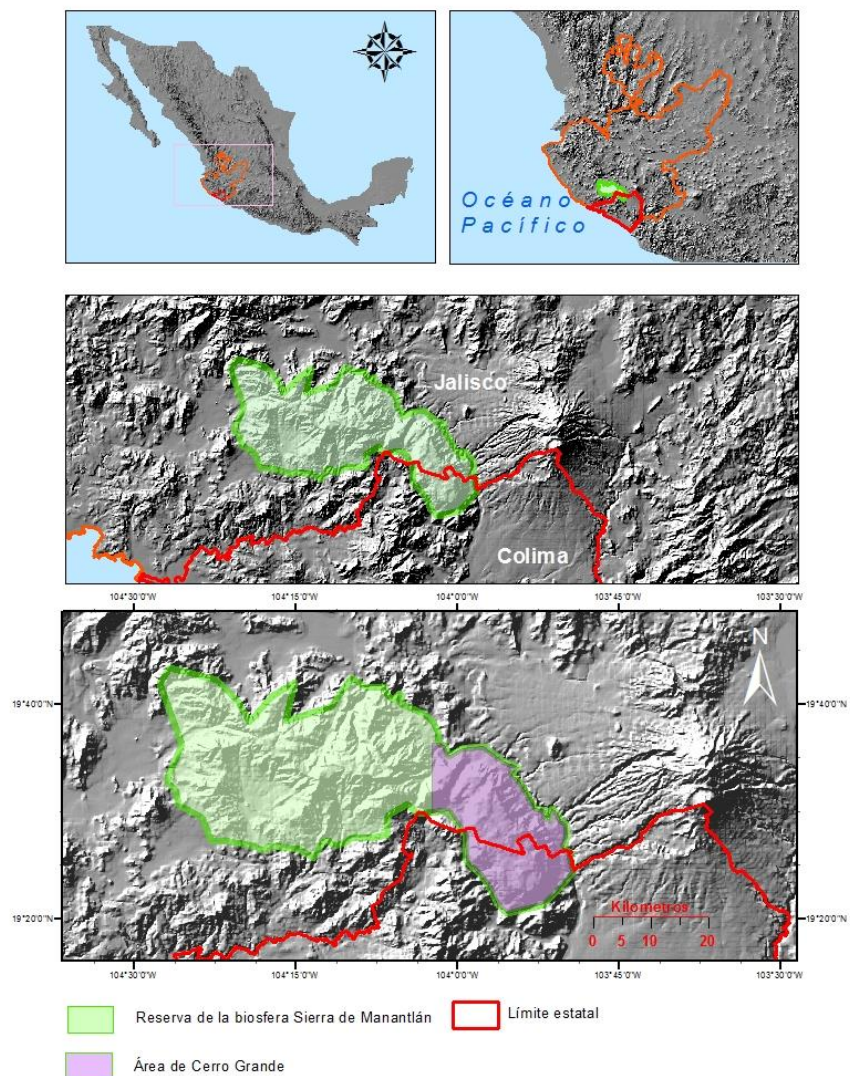 Océano
Pacífico
Jalisco
Colima
104°30'0"W 104°15'0"W 104°0'0"W 103°45'0"W 103°30'0"W
N
19°40'0"N 19°40'0"N
Kilometros
0 5 10 20
19°20'0"N 19°20'0"N
104°30'0"W 104°15'0"W 104°0'0"W 103°45'0"W 103°30'0"W
Reserva de la biosfera Sierra de Manantlán Límite estatal
Área de Cerro Grande